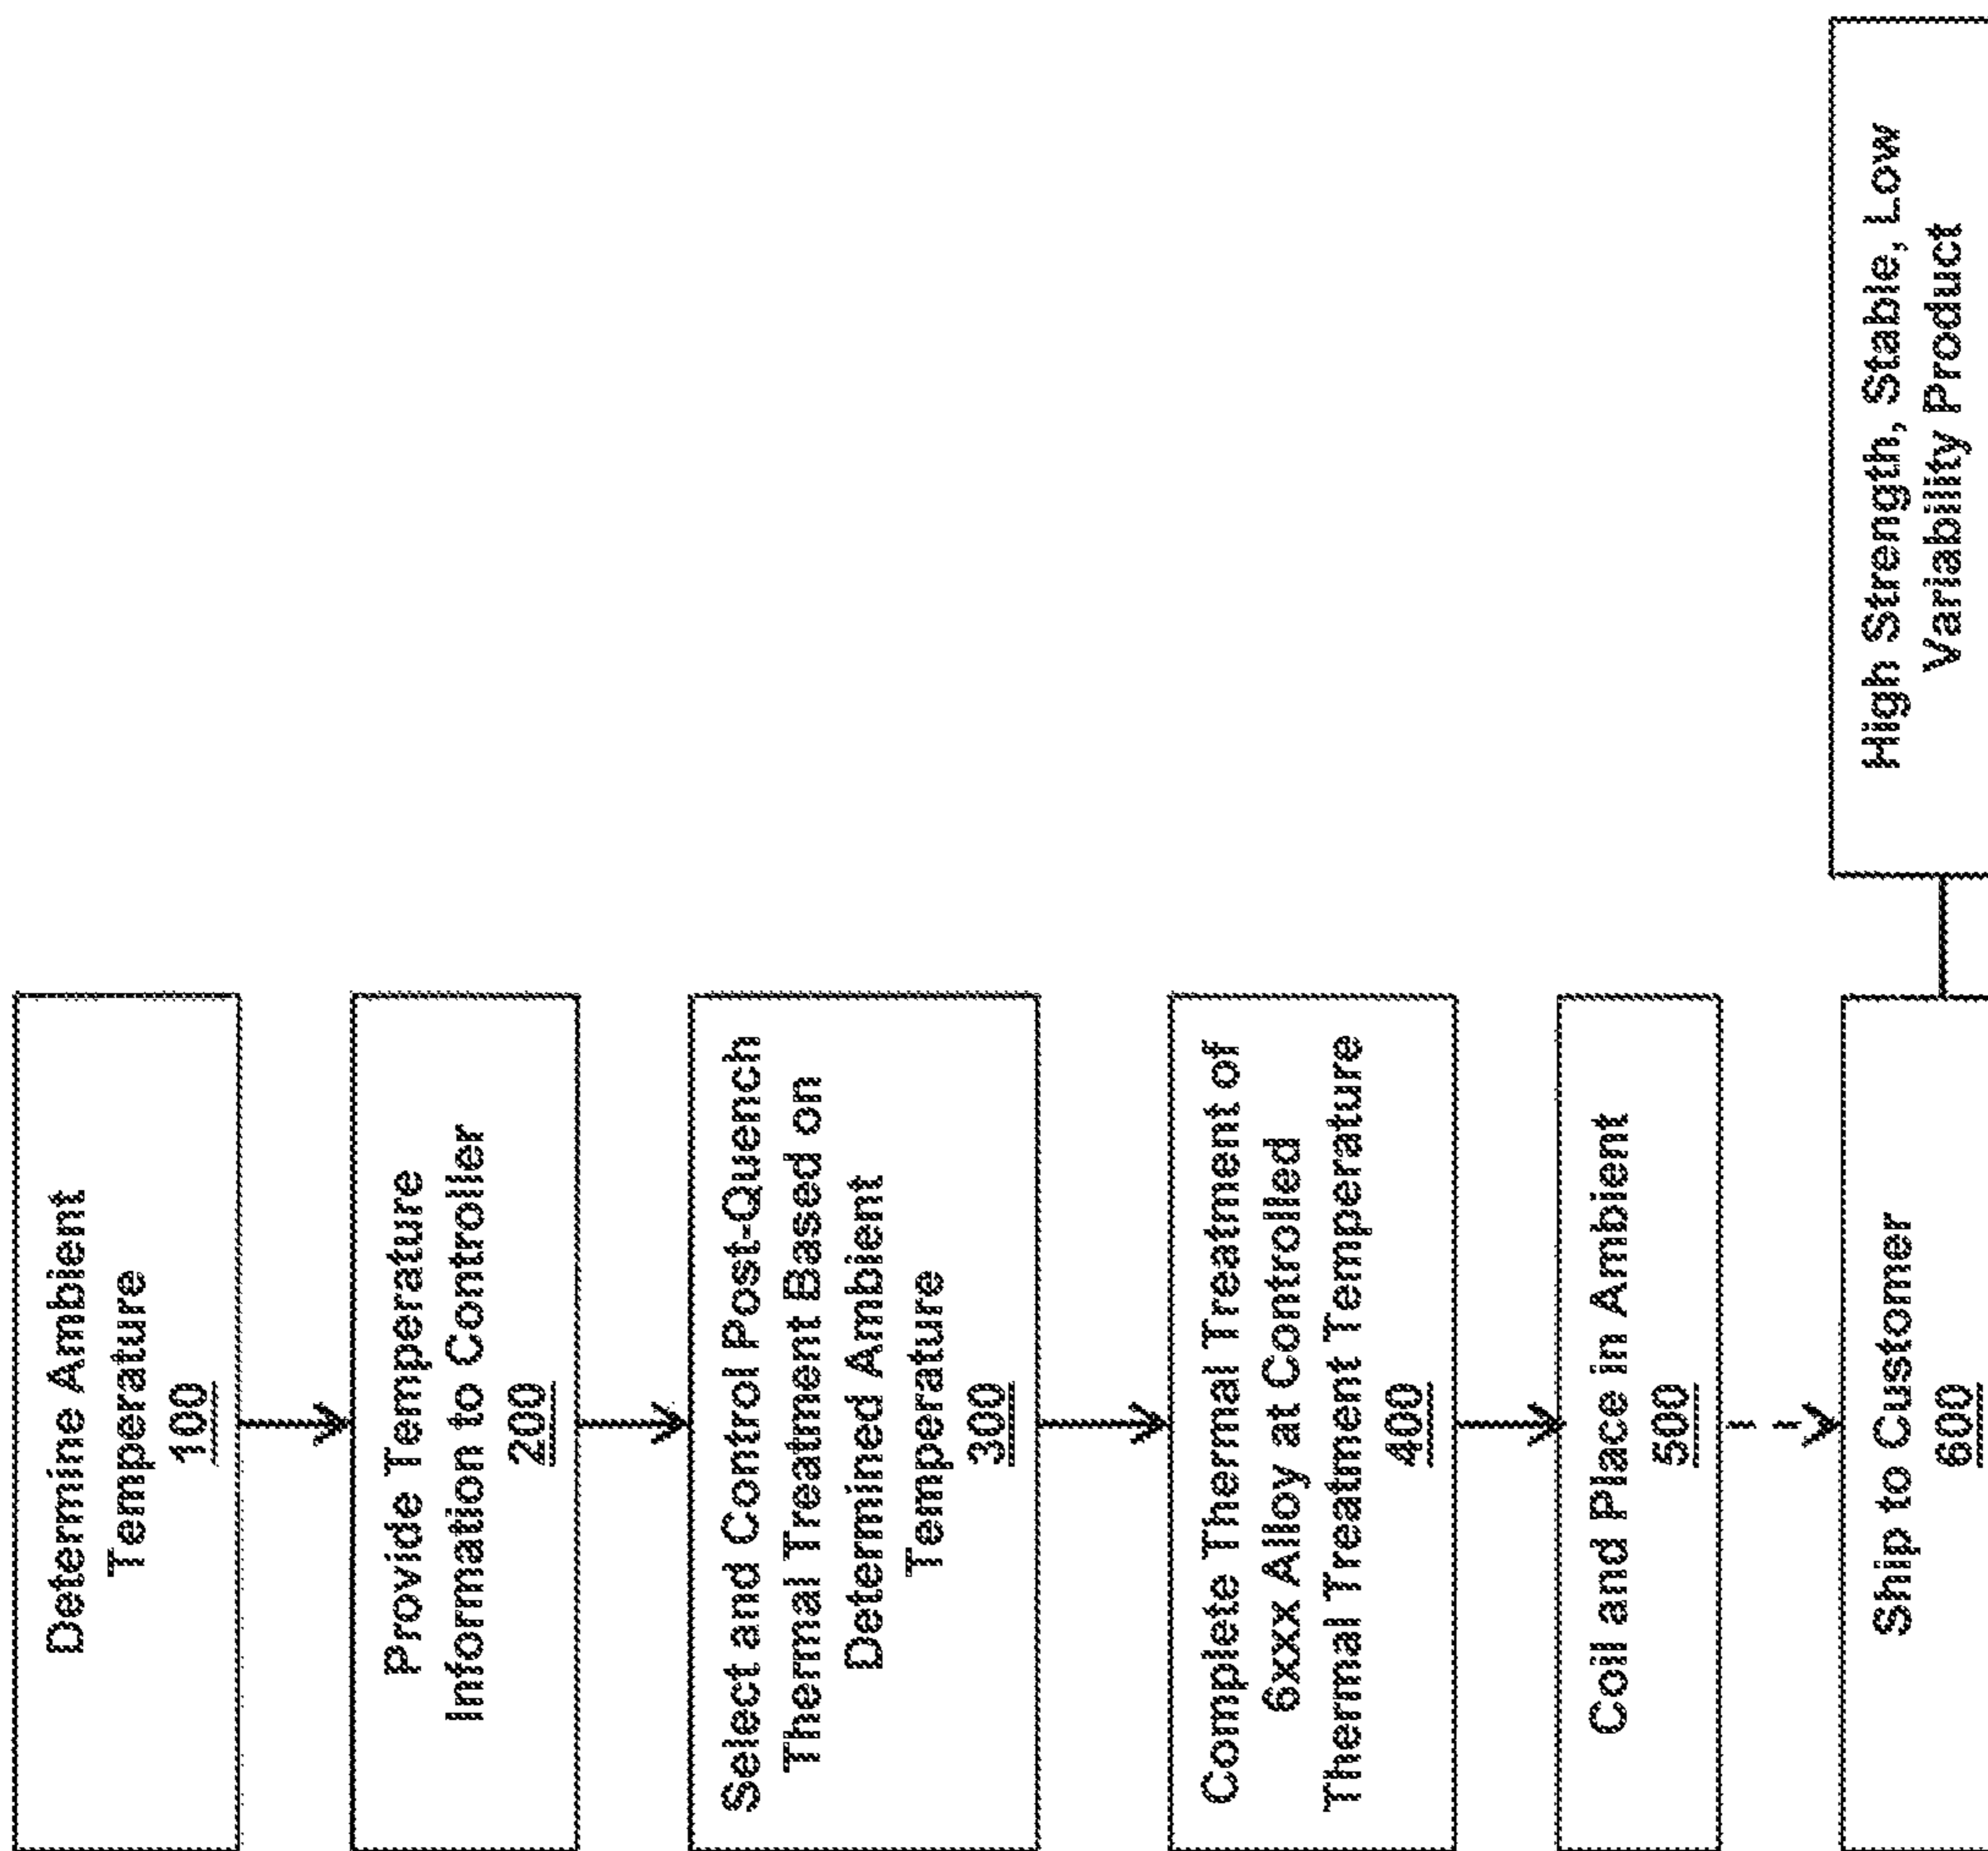 Determine Ambient
Temperature
100
Provide Temperature
Information to Controller
200
Select and Control Post-Quench
Thermal Treatment Based on
Determined Ambient
Temperature
300
Complete Thermal Treatment of
6xxx Alloy at Controlled
Thermal Treatment Temperature
400
Coil and Place in Ambient
500
Ship to Customer
600
High Strength, Stable, Low
Variability Product